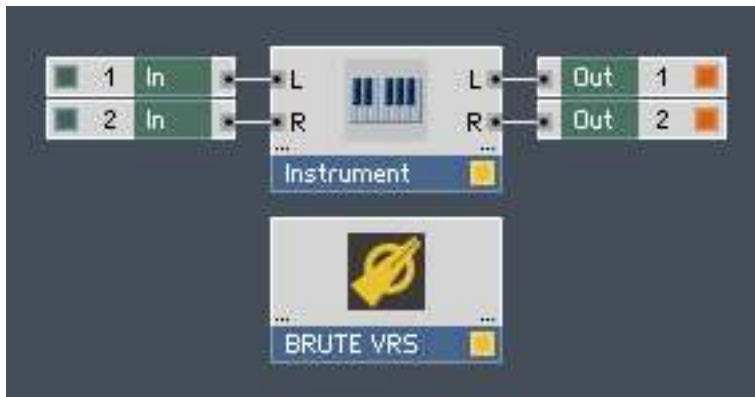 1 In L L Out 1
2 In R R Out 2
... ...
Instrument
... ...
BRUTE VRS